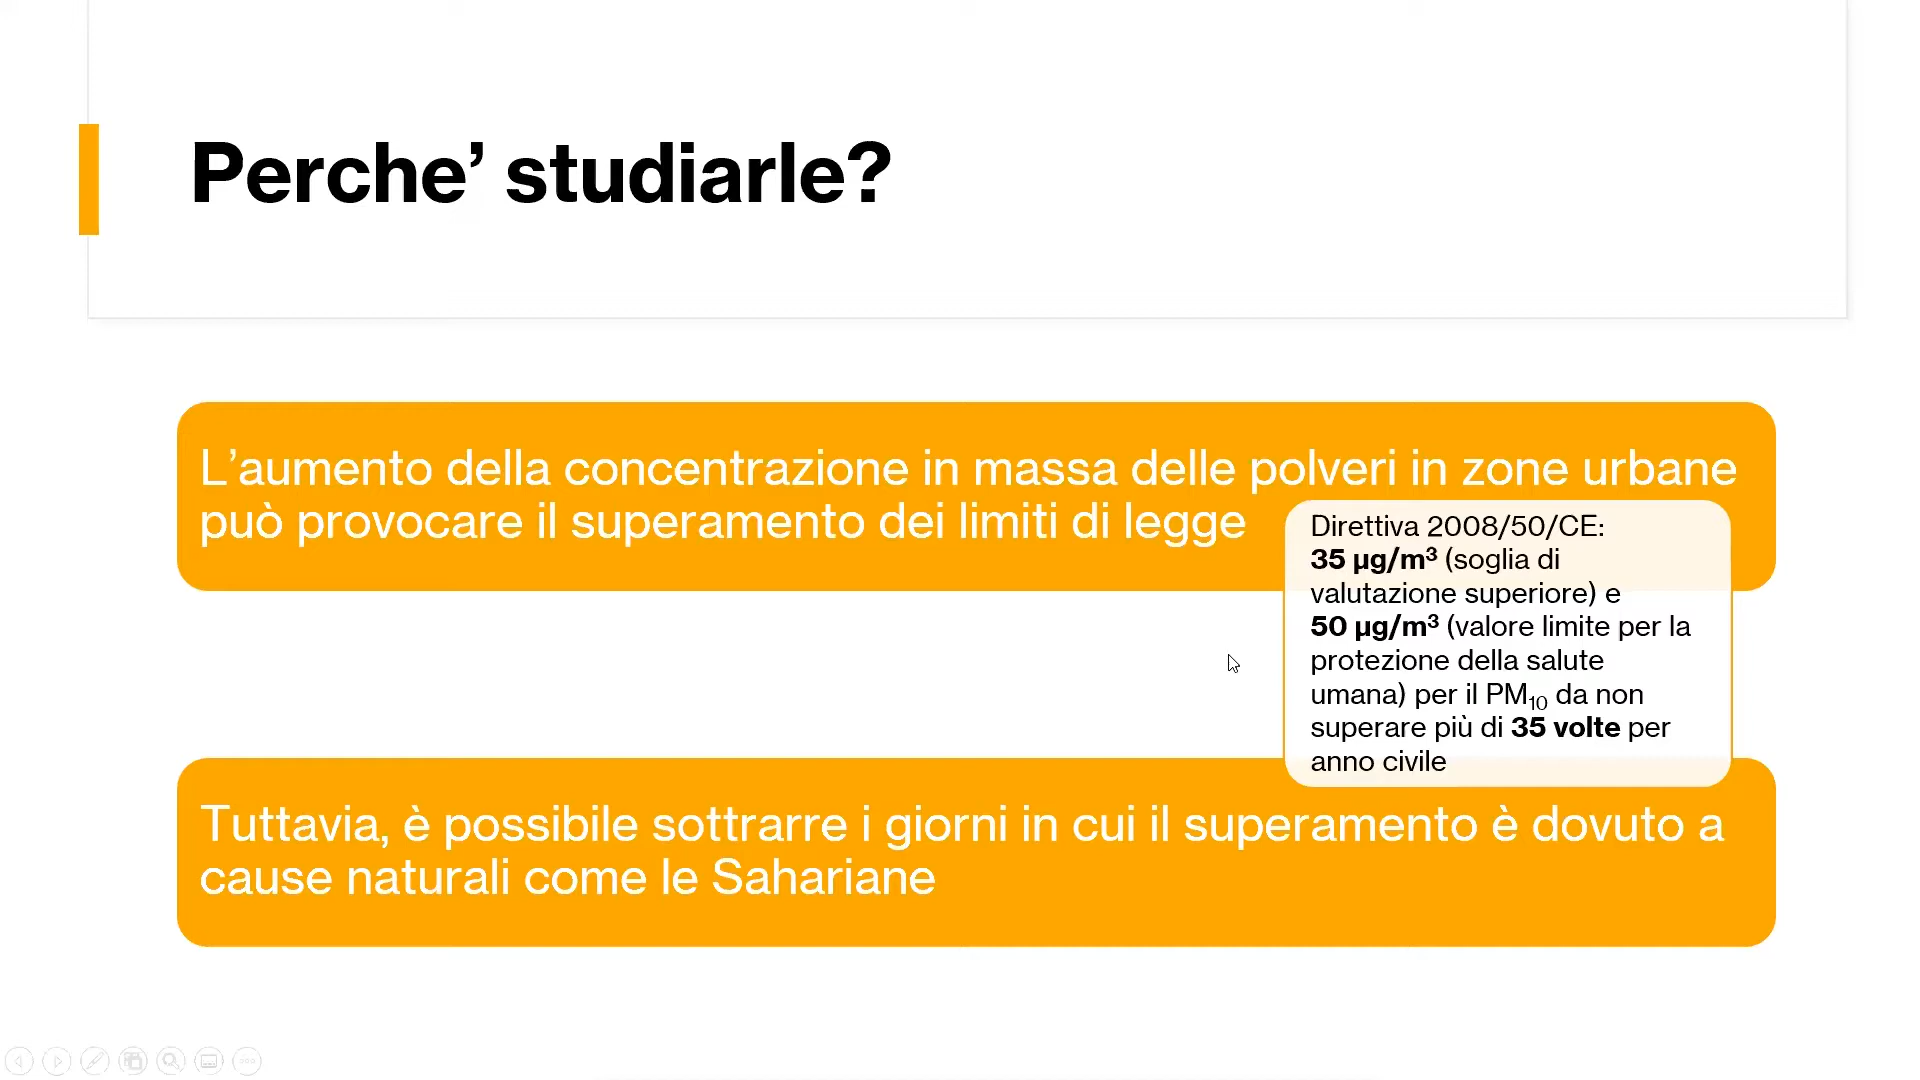 Perche’ studiarle?
L’aumento della concentrazione in massa delle polveri in zone urbane
può provocare il superamento dei limiti di legge
Direttiva 2008/50/CE:
35 µg/m³ (soglia di
valutazione superiore) e
50 µg/m³ (valore limite per la
protezione della salute
umana) per il PM₁₀ da non
superare più di 35 volte per
anno civile
Tuttavia, è possibile sottrarre i giorni in cui il superamento è dovuto a
cause naturali come le Sahariane